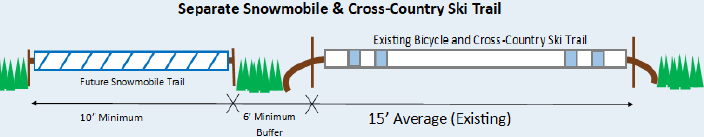 Separate Snowmobile & Cross-Country Ski Trail
Existing Bicycle and Cross-Country Ski Trail
Future Snowmobile Trail
10' Minimum
6' Minimum
Buffer
15' Average (Existing)